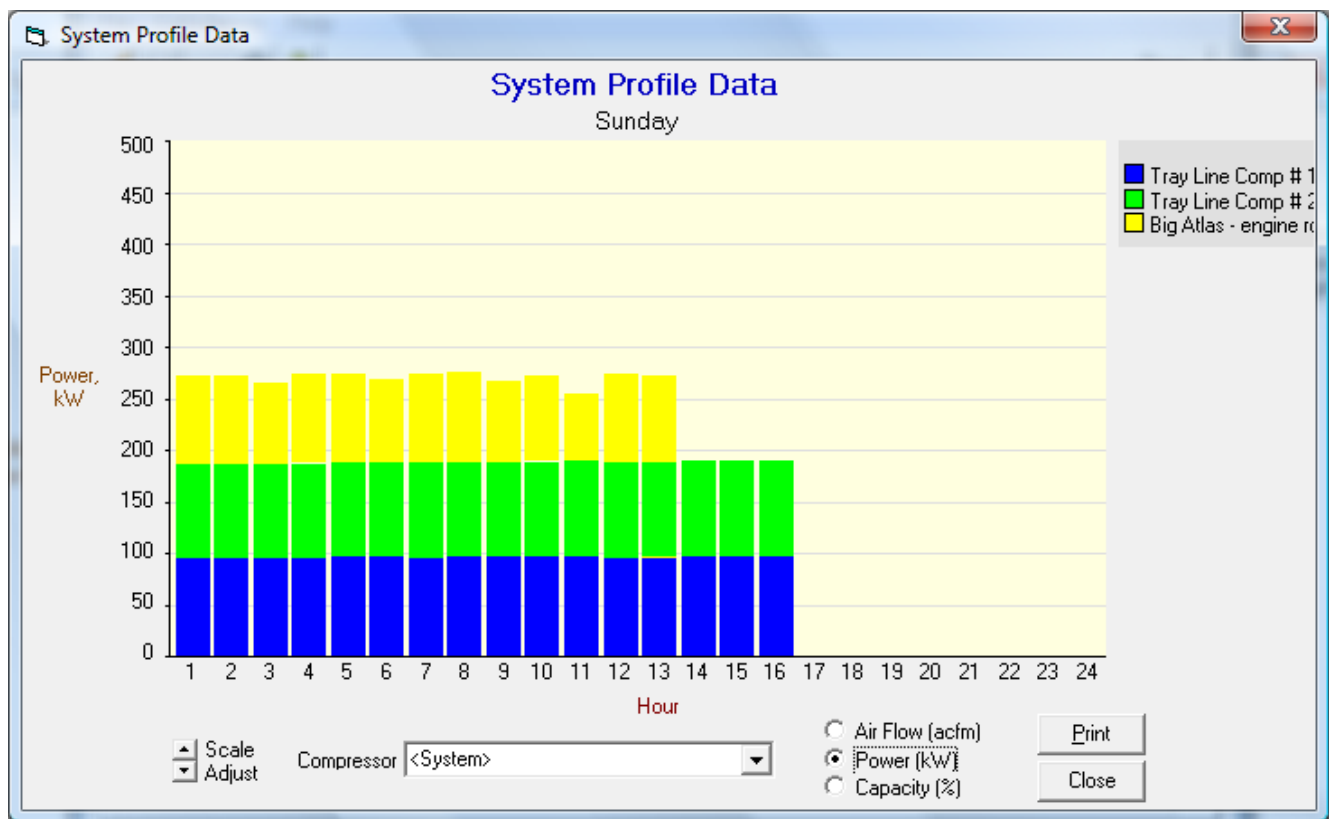 System Profile Data
System Profile Data
Sunday
500
450
400
350
300
250
200
150
100
50
0
Power,
kW
1 2 3 4 5 6 7 8 9 10 11 12 13 14 15 16 17 18 19 20 21 22 23 24
Hour
Tray Line Comp # 1
Tray Line Comp # 2
Big Atlas - engine ro
Scale
Adjust
Compressor <System>
Air Flow (acfm)
Power (kW)
Capacity (%)
Print
Close